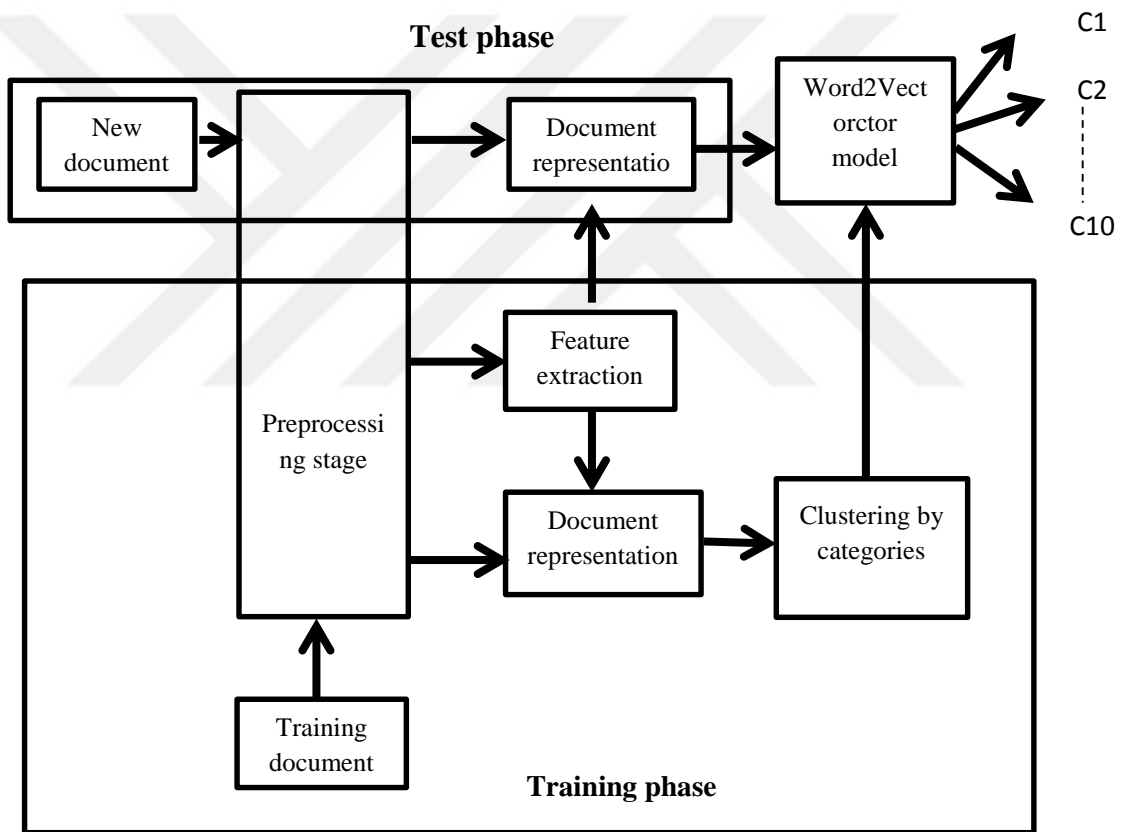 Test phase
New
document
Document
representatio
Word2Vect
orctor
model
C1
C2
C10
Feature
extraction
Preprocessi
ng stage
Document
representation
Clustering by
categories
Training
document
Training phase